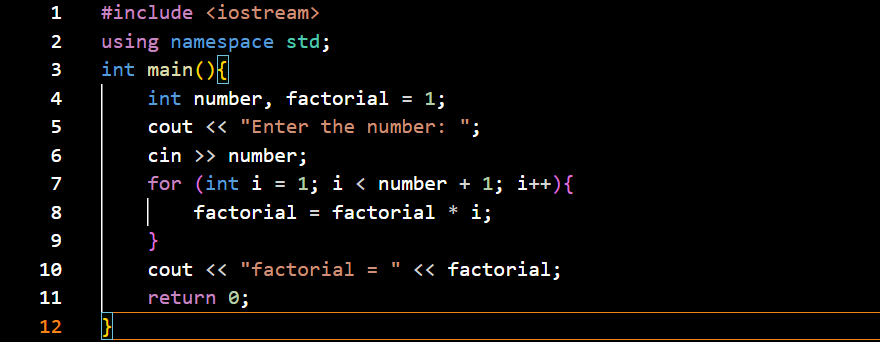 1 #include <iostream>
2 using namespace std;
3 int main(){
4     int number, factorial = 1;
5     cout << "Enter the number: ";
6     cin >> number;
7     for (int i = 1; i < number + 1; i++){
8         factorial = factorial * i;
9     }
10     cout << "factorial = " << factorial;
11     return 0;
12 }